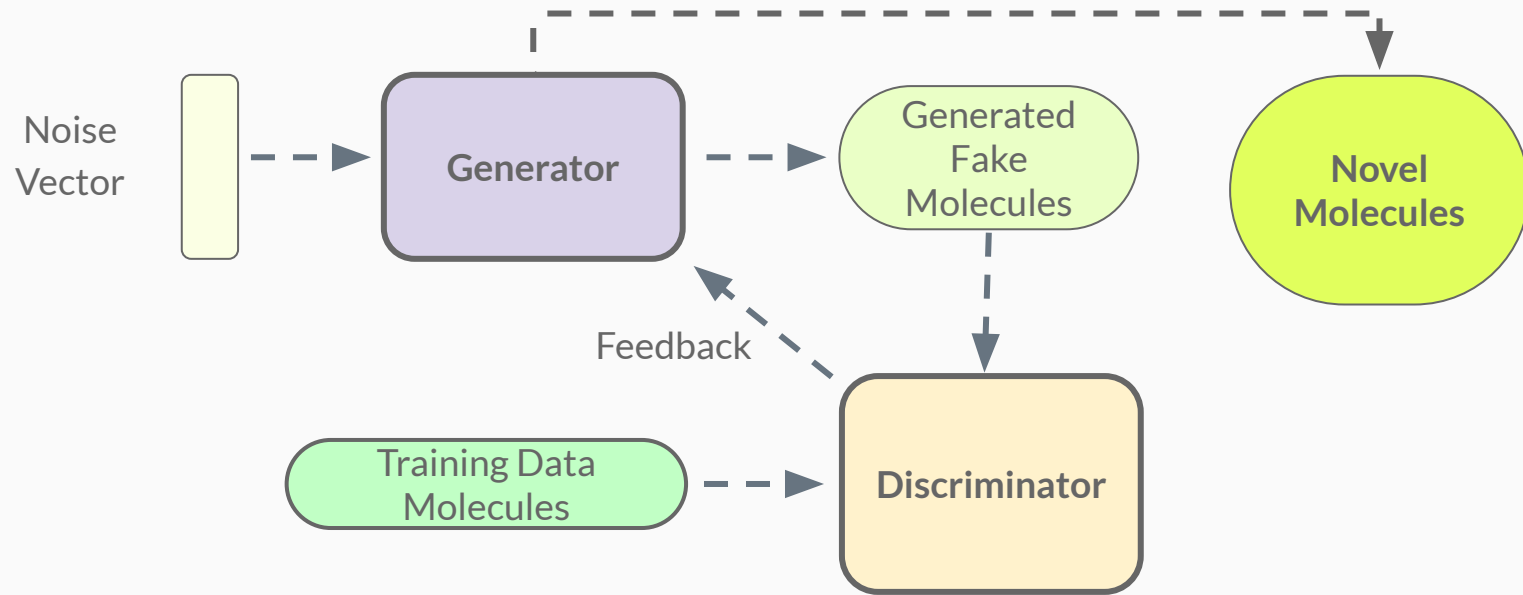 Noise
Vector
Generator
Generated
Fake
Molecules
Novel
Molecules
Feedback
Training Data
Molecules
Discriminator